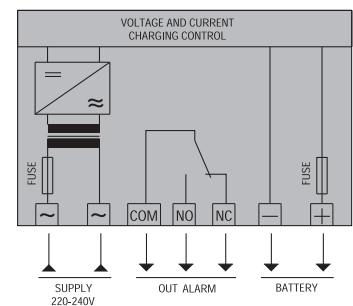 VOLTAGE AND CURRENT
CHARGING CONTROL
FUSE
FUSE
~ ~ COM NO NC — +
SUPPLY
220-240V
OUT ALARM
BATTERY